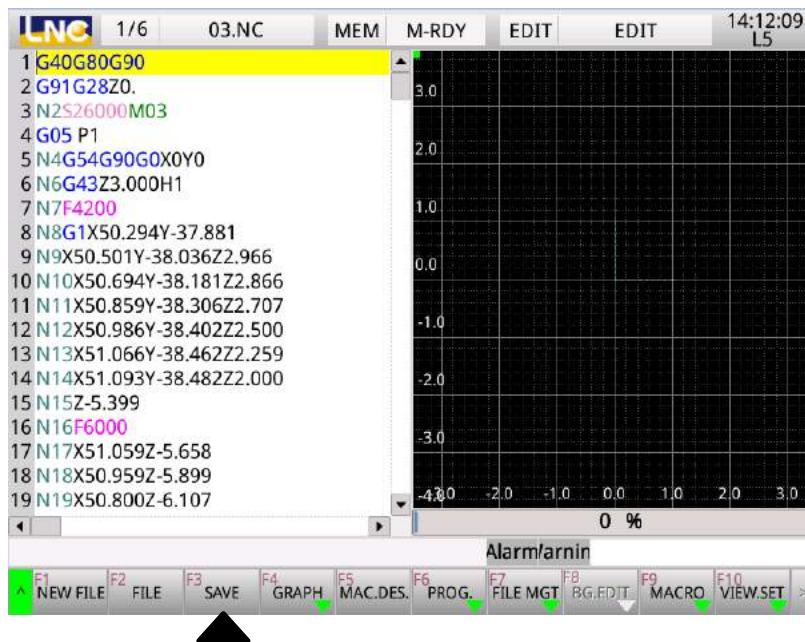 LNC 1/6 03.NC MEM M-RDY EDIT EDIT 14:12:09
L5
1 G40G80G90
2 G91G28Z0.
3 N2S26000M03
4 G05 P1
5 N4G54G90G0X0Y0
6 N6G43Z3.000H1
7 N7F4200
8 N8G1X50.294Y-37.881
9 N9X50.501Y-38.036Z2.966
10 N10X50.694Y-38.181Z2.866
11 N11X50.859Y-38.306Z2.707
12 N12X50.986Y-38.402Z2.500
13 N13X51.066Y-38.462Z2.259
14 N14X51.093Y-38.482Z2.000
15 N15Z-5.399
16 N16F6000
17 N17X51.059Z-5.658
18 N18X50.959Z-5.899
19 N19X50.800Z-6.107
3.0
2.0
1.0
0.0
-1.0
-2.0
-3.0
-2.0 -1.0 0.0 1.0 2.0 3.0
0 %
Alarm/arnin
F1 NEW FILE F2 FILE F3 SAVE F4 GRAPH F5 MAC.DES. F6 PROG. F7 FILE MGT F8 BG.EDIT F9 MACRO F10 VIEW.SET >